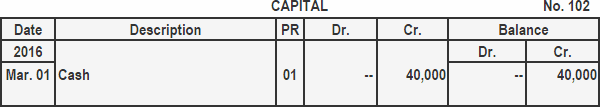 CAPITAL No. 102
Date Description PR Dr. Cr. Balance
2016 Dr. Cr.
Mar. 01 Cash 01 -- 40,000 -- 40,000